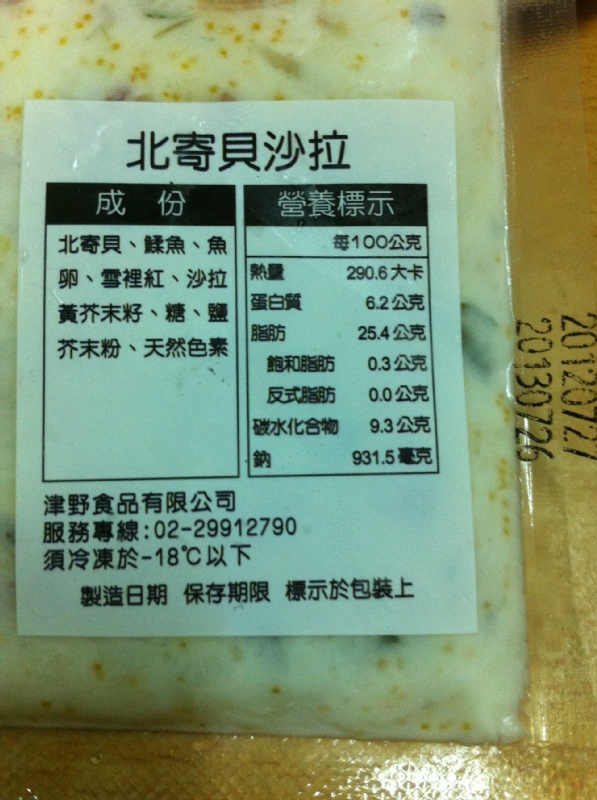 北寄貝沙拉
成份
北寄貝、鰇魚、魚
卵、雪裡紅、沙拉
黃芥末籽、糖、鹽
芥末粉、天然色素
營養標示
每100公克
熱量 290.6大卡
蛋白質 6.2公克
脂肪 25.4公克
飽和脂肪 0.3公克
反式脂肪 0.0公克
碳水化合物 9.3公克
鈉 931.5毫克
津野食品有限公司
服務專線:02-29912790
須冷凍於-18℃以下
製造日期 保存期限 標示於包裝上
20120727
20130726